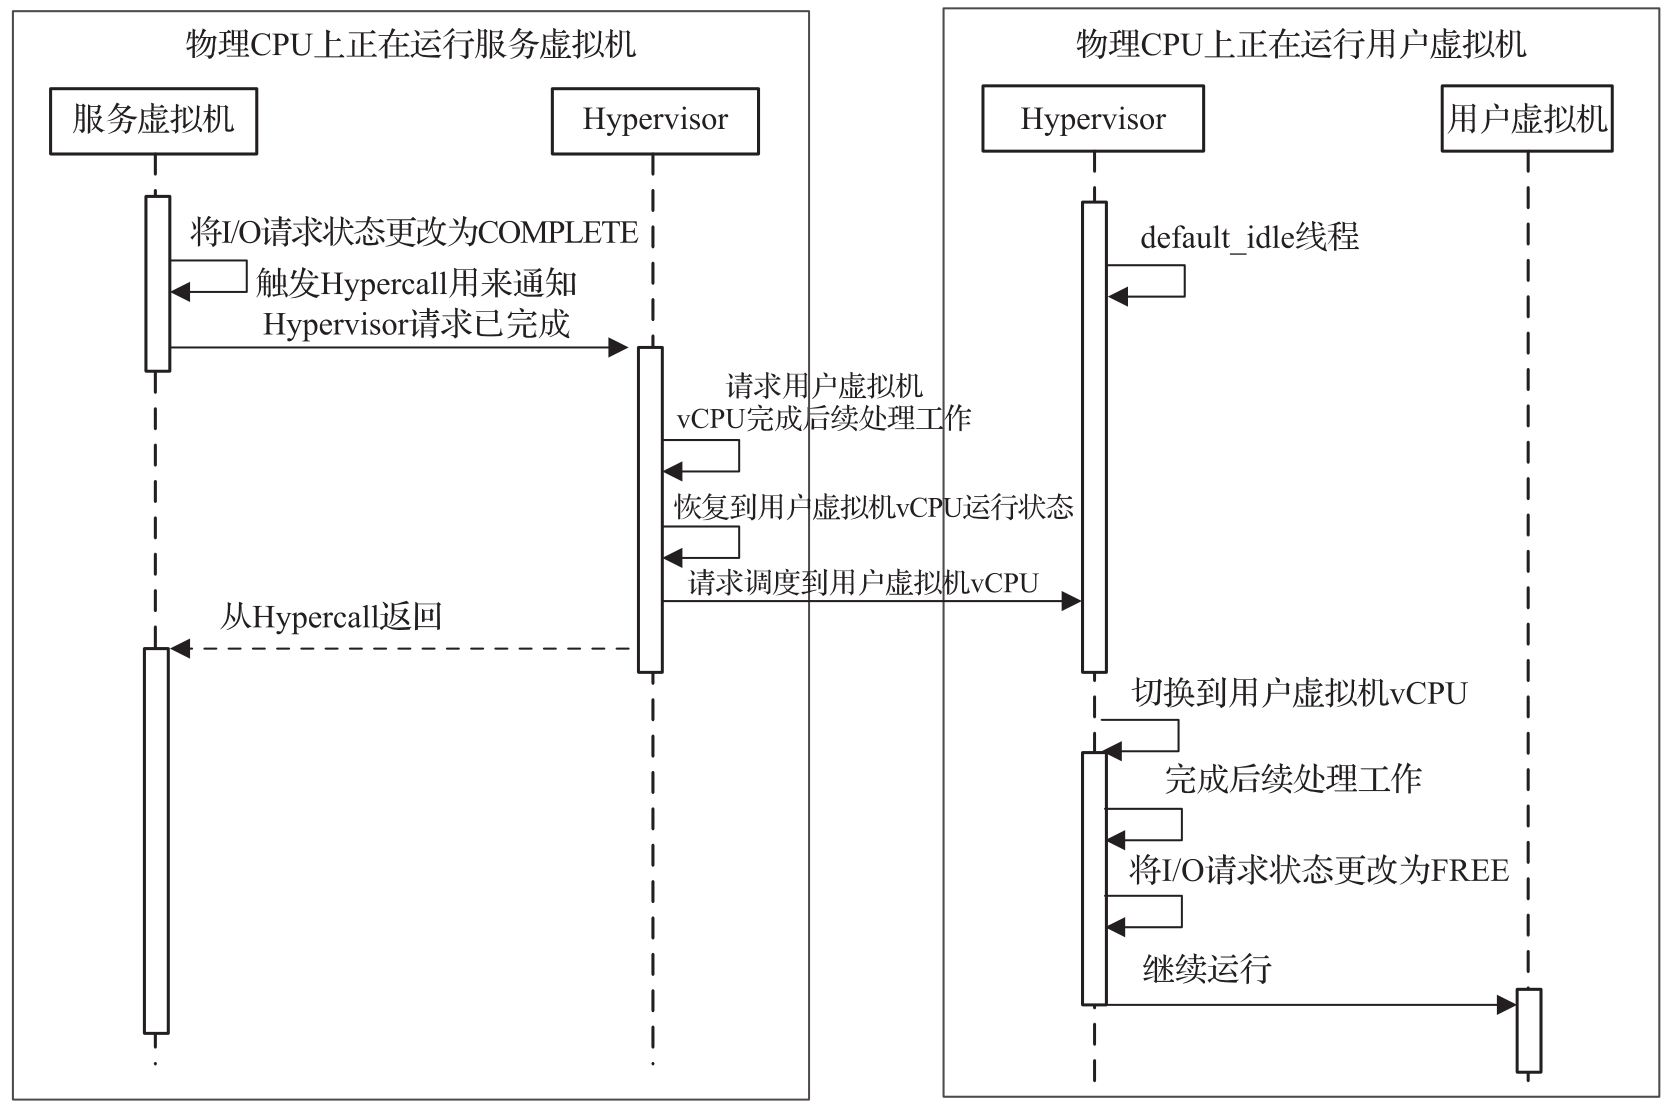 物理CPU上正在运行服务虚拟机
服务虚拟机
Hypervisor
将I/O请求状态更改为COMPLETE
触发Hypercall用来通知
Hypervisor请求已完成
请求用户虚拟机
vCPU完成后续处理工作
恢复到用户虚拟机vCPU运行状态
请求调度到用户虚拟机vCPU
从Hypercall返回
物理CPU上正在运行用户虚拟机
Hypervisor
用户虚拟机
default_idle线程
切换到用户虚拟机vCPU
完成后续处理工作
将I/O请求状态更改为FREE
继续运行